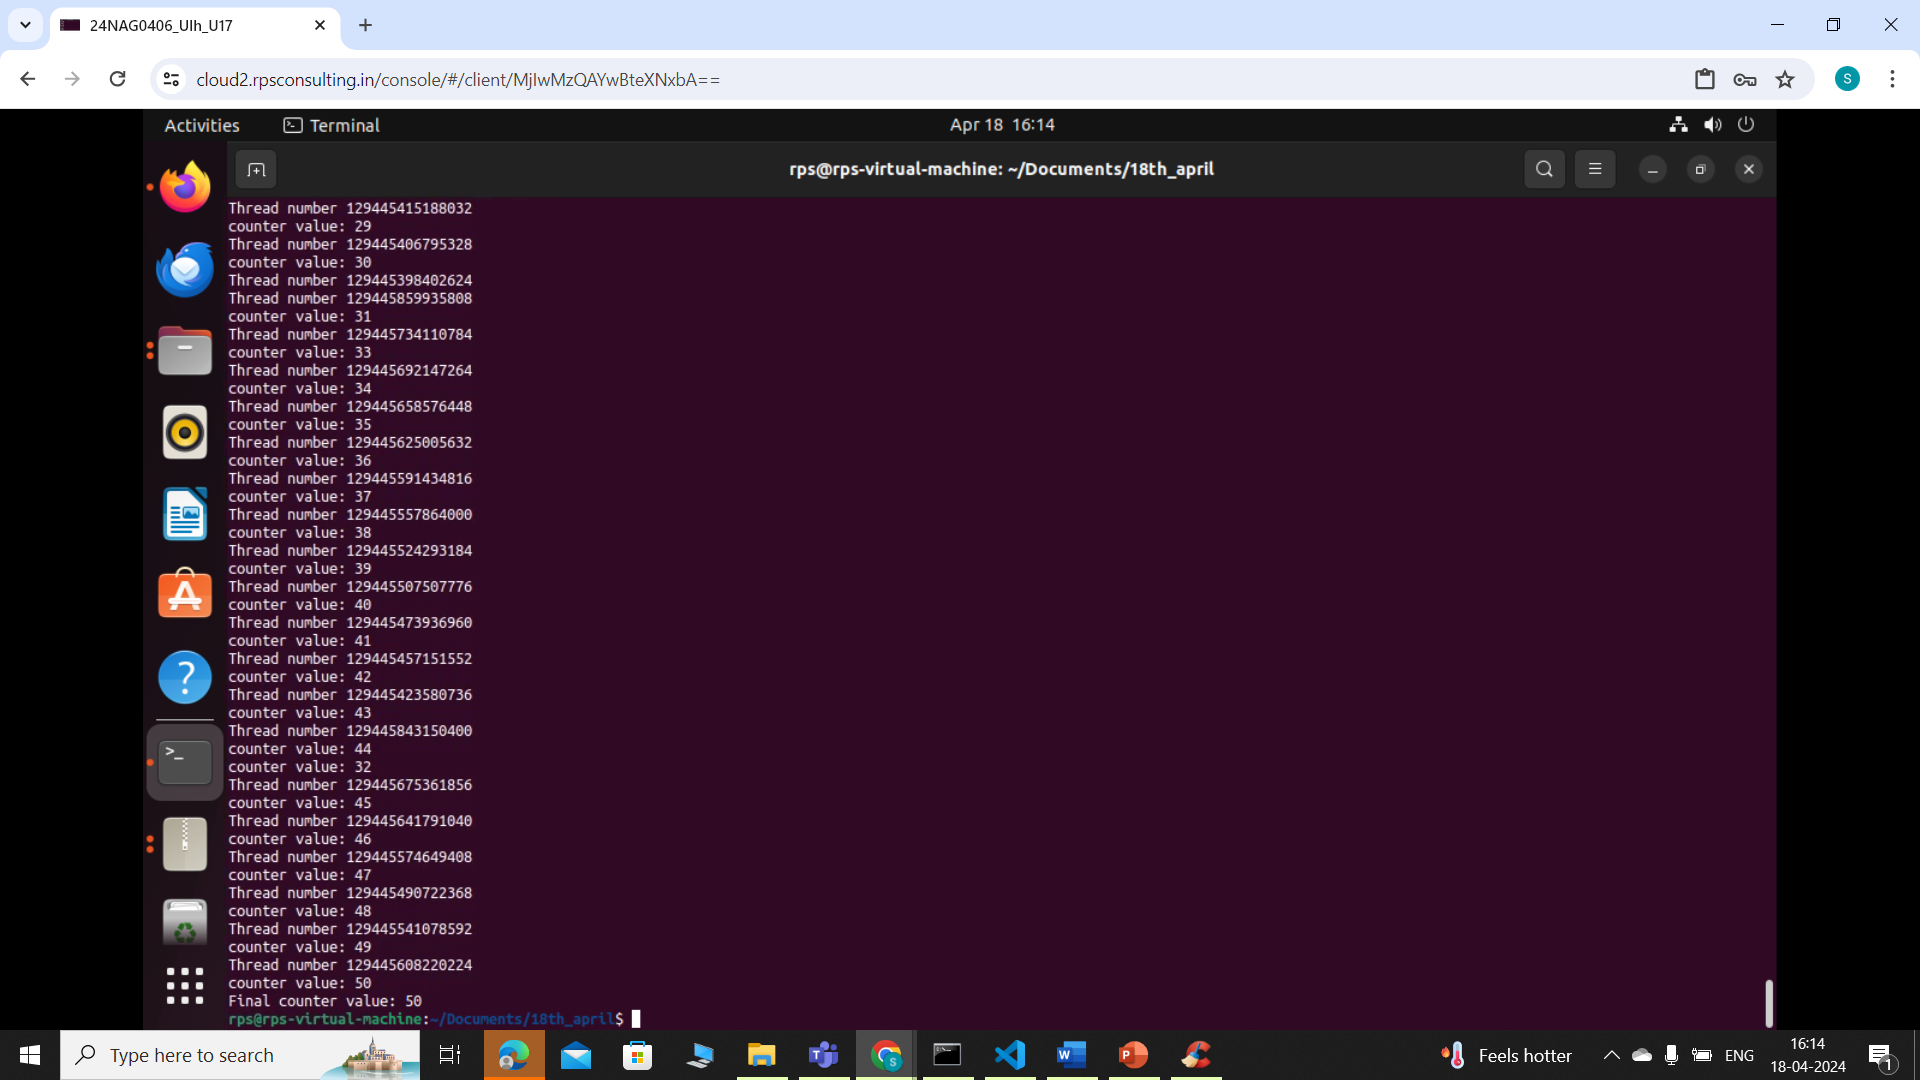 24NAG0406_Ulh_U17
cloud2.rpsconsulting.in/console/#/client/MjIwMzQAYwBteXNxbA==
S
Activities
Terminal
Apr 18 16:14
rps@rps-virtual-machine: ~/Documents/18th_april
Thread number 129445415188032
counter value: 29
Thread number 129445406795328
counter value: 30
Thread number 129445398402624
Thread number 129445859935808
counter value: 31
Thread number 129445734110784
counter value: 33
Thread number 129445692147264
counter value: 34
Thread number 129445658576448
counter value: 35
Thread number 129445625005632
counter value: 36
Thread number 129445591434816
counter value: 37
Thread number 129445557864000
counter value: 38
Thread number 129445524293184
counter value: 39
Thread number 129445507507776
counter value: 40
Thread number 129445473936960
counter value: 41
Thread number 129445457151552
counter value: 42
Thread number 129445423580736
counter value: 43
Thread number 129445843150400
counter value: 44
counter value: 32
Thread number 129445675361856
counter value: 45
Thread number 129445641791040
counter value: 46
Thread number 129445574649408
counter value: 47
Thread number 129445490722368
counter value: 48
Thread number 129445541078592
counter value: 49
Thread number 129445608220224
counter value: 50
Final counter value: 50
rps@rps-virtual-machine:~/Documents/18th_april$
Type here to search
Feels hotter
ENG
16:14
18-04-2024
1